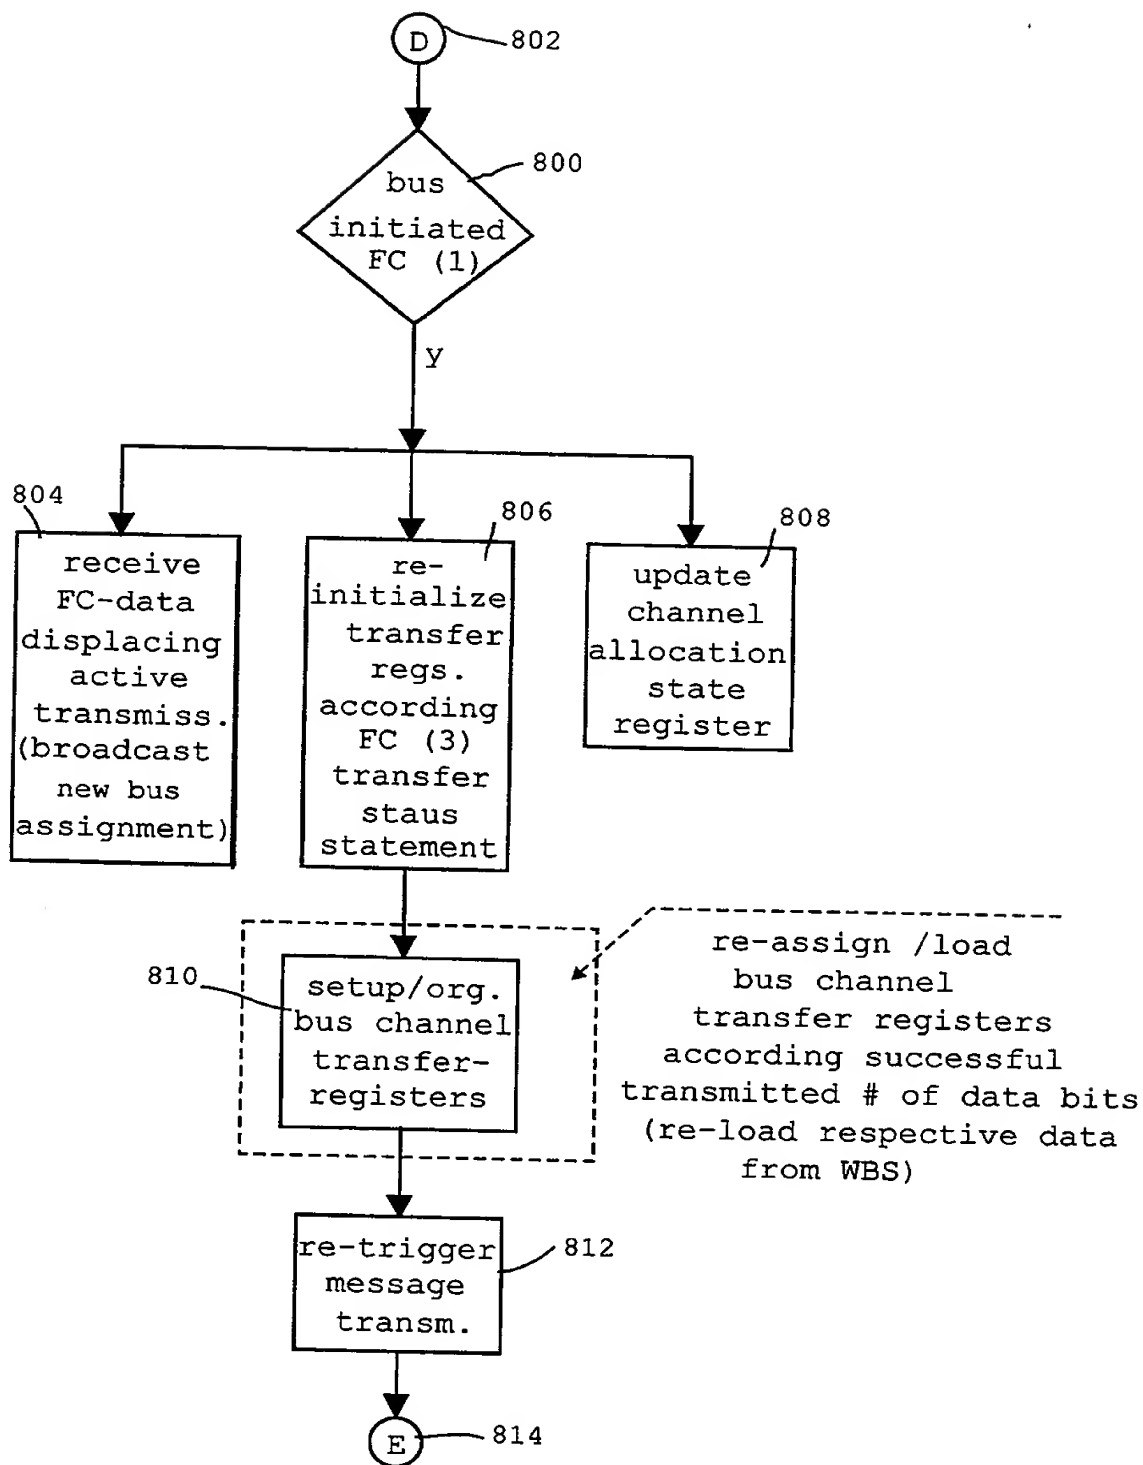 D
802
800
bus
initiated
FC (1)
y
804
receive
FC-data
displacing
active
transmiss.
(broadcast
new bus
assignment)
806
re-
initialize
transfer
regs.
according
FC (3)
transfer
staus
statement
808
update
channel
allocation
state
register
810
setup/org.
bus channel
transfer-
registers
re-assign /load
bus channel
transfer registers
according successful
transmitted # of data bits
(re-load respective data
from WBS)
812
re-trigger
message
transm.
E
814